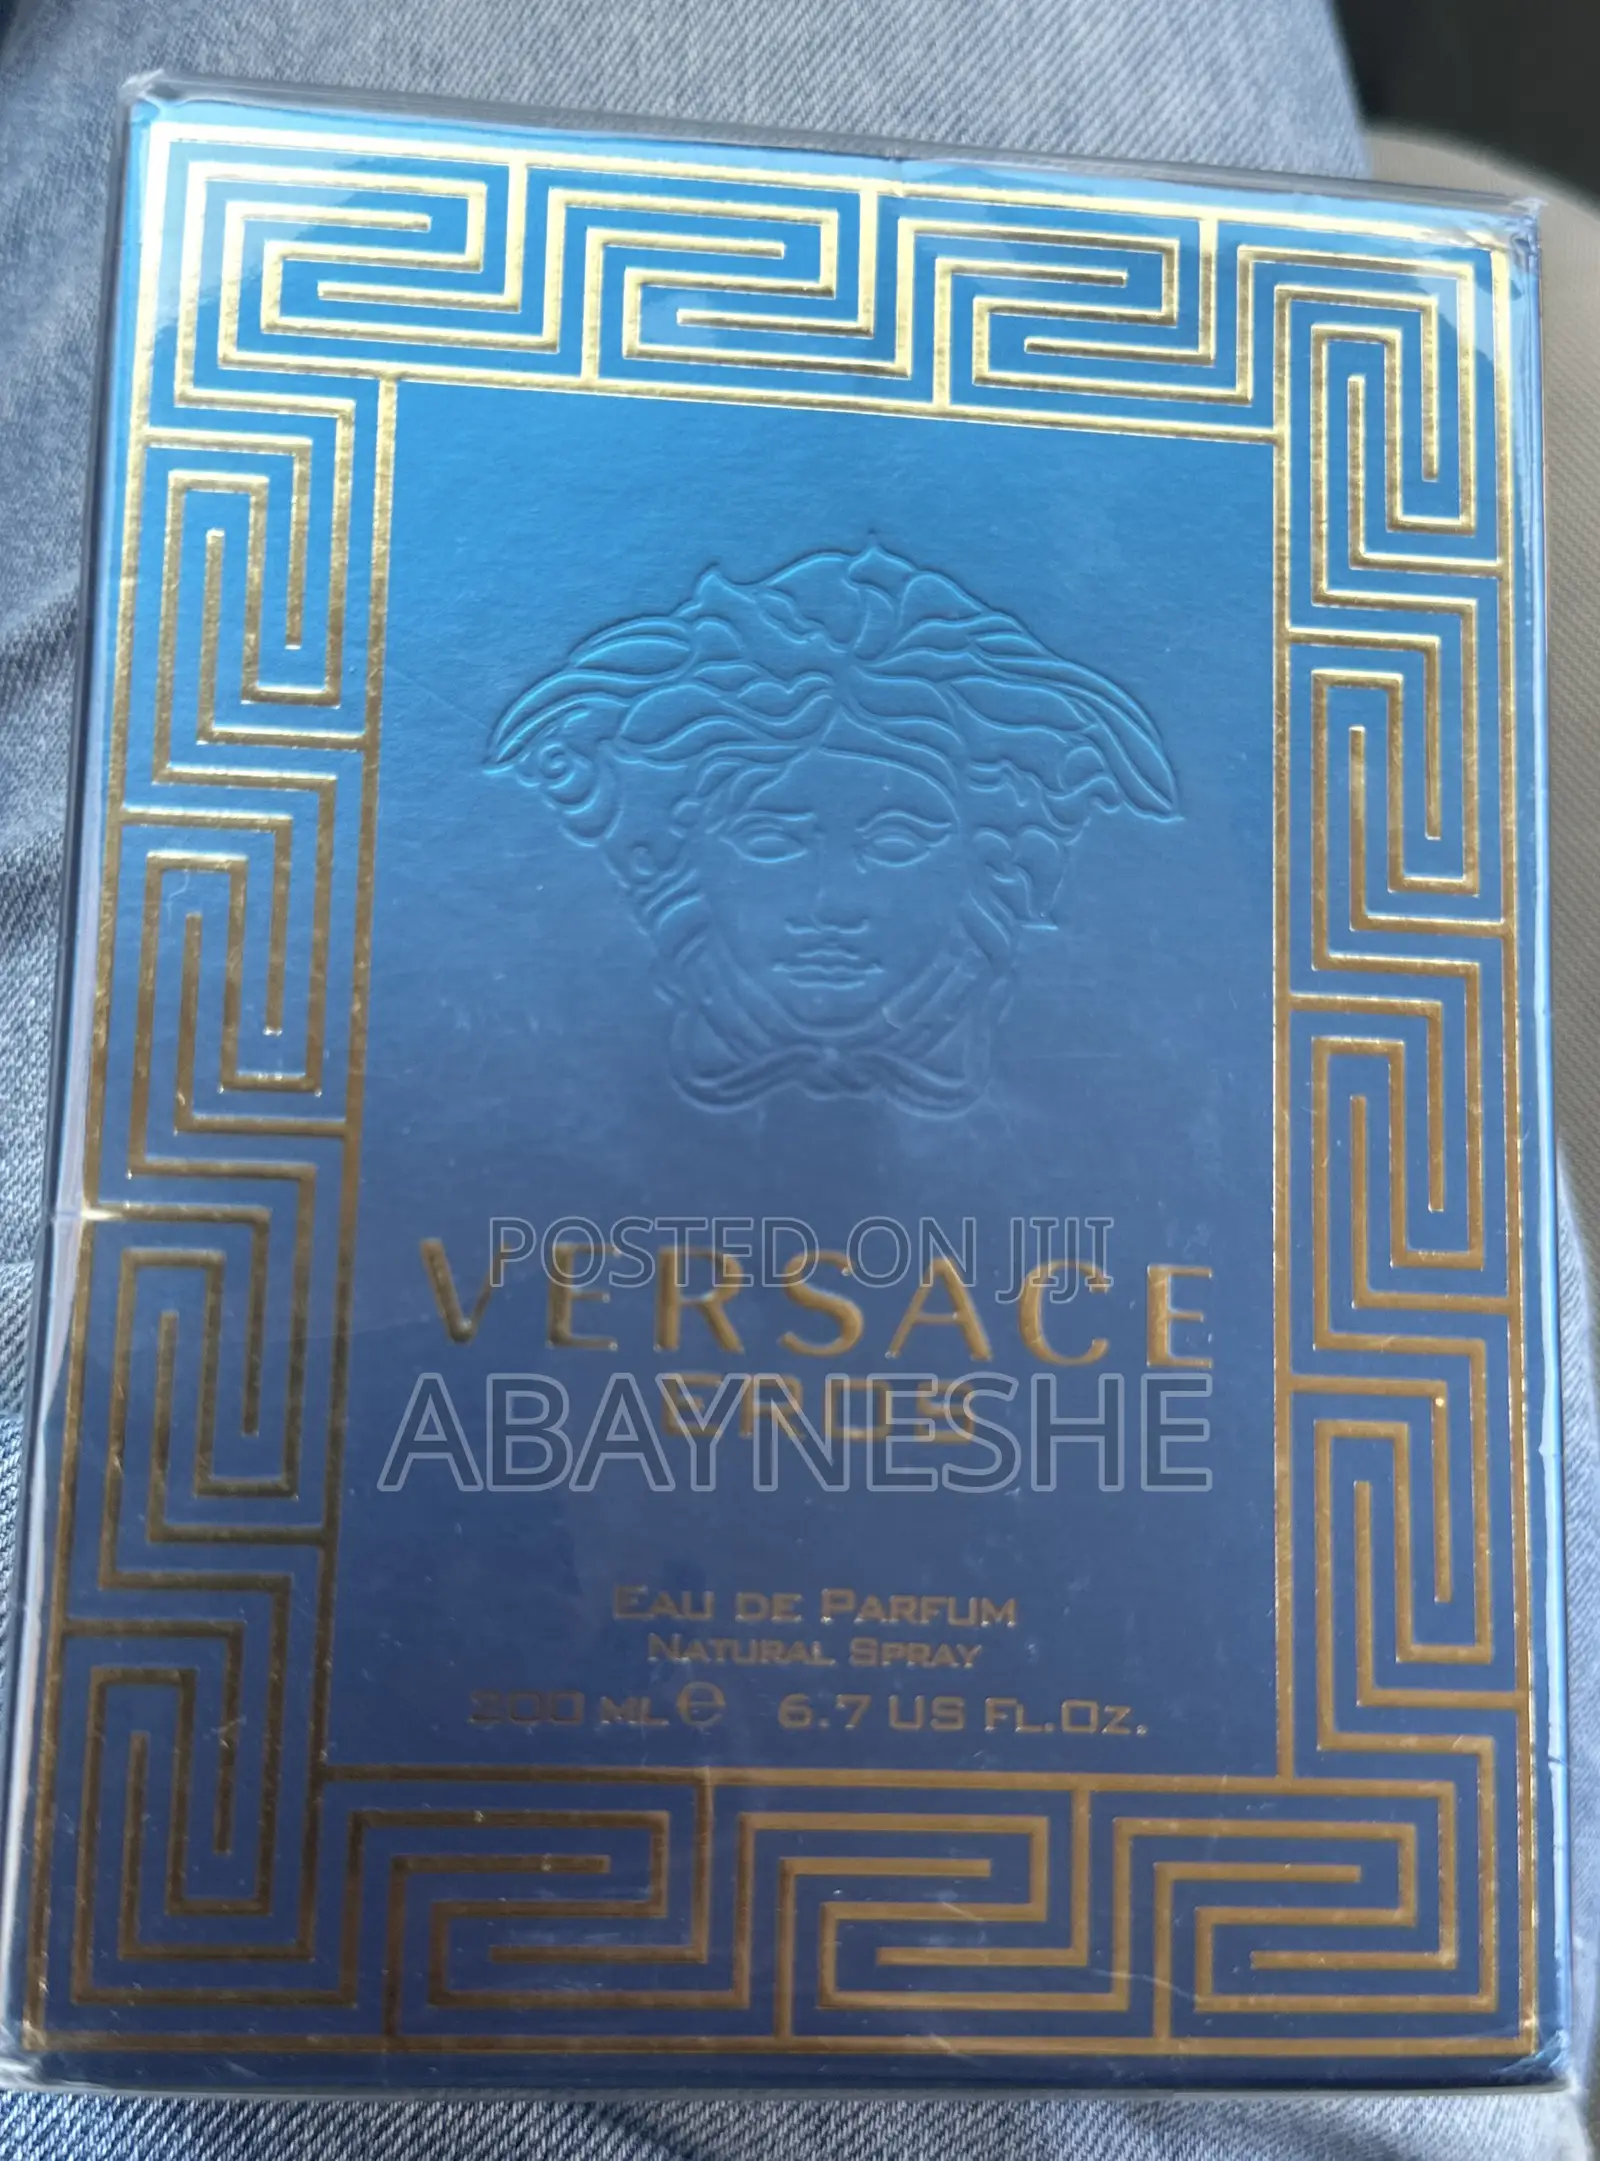 POSTED ON JIJI
VERSACE
EROS
ABAYNESHE
EAU DE PARFUM
NATURAL SPRAY
200 ML e 6.7 US FL.OZ.